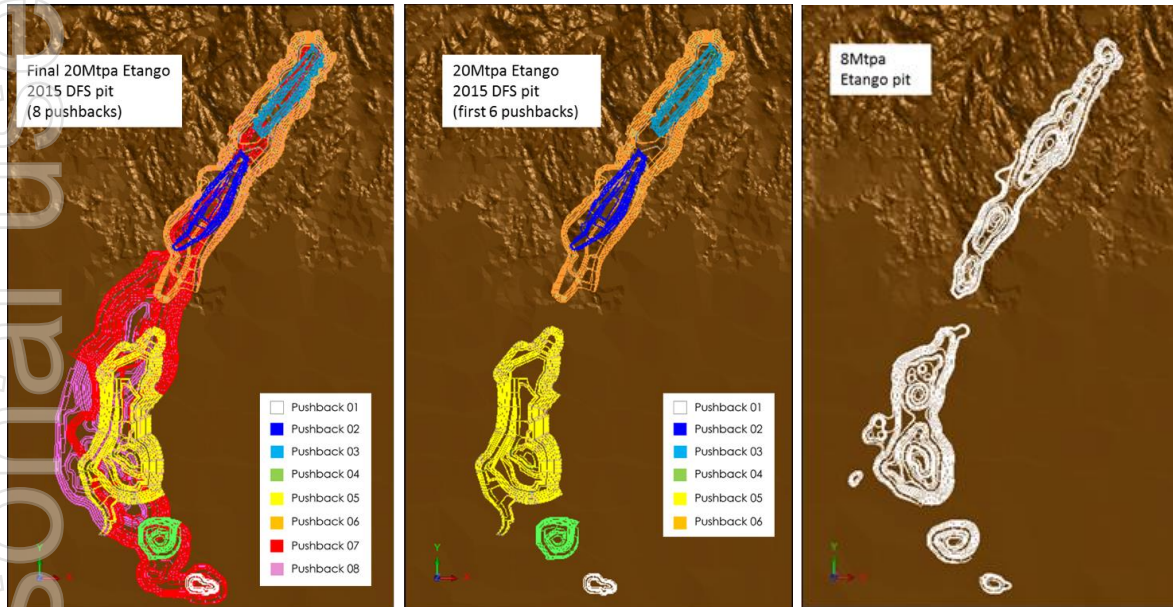 Final 20Mtpa Etango
2015 DFS pit
(8 pushbacks)
Pushback 01
Pushback 02
Pushback 03
Pushback 04
Pushback 05
Pushback 06
Pushback 07
Pushback 08
Y
X
20Mtpa Etango
2015 DFS pit
(first 6 pushbacks)
Pushback 01
Pushback 02
Pushback 03
Pushback 04
Pushback 05
Pushback 06
Y
X
8Mtpa
Etango pit
Y
X
sonal use